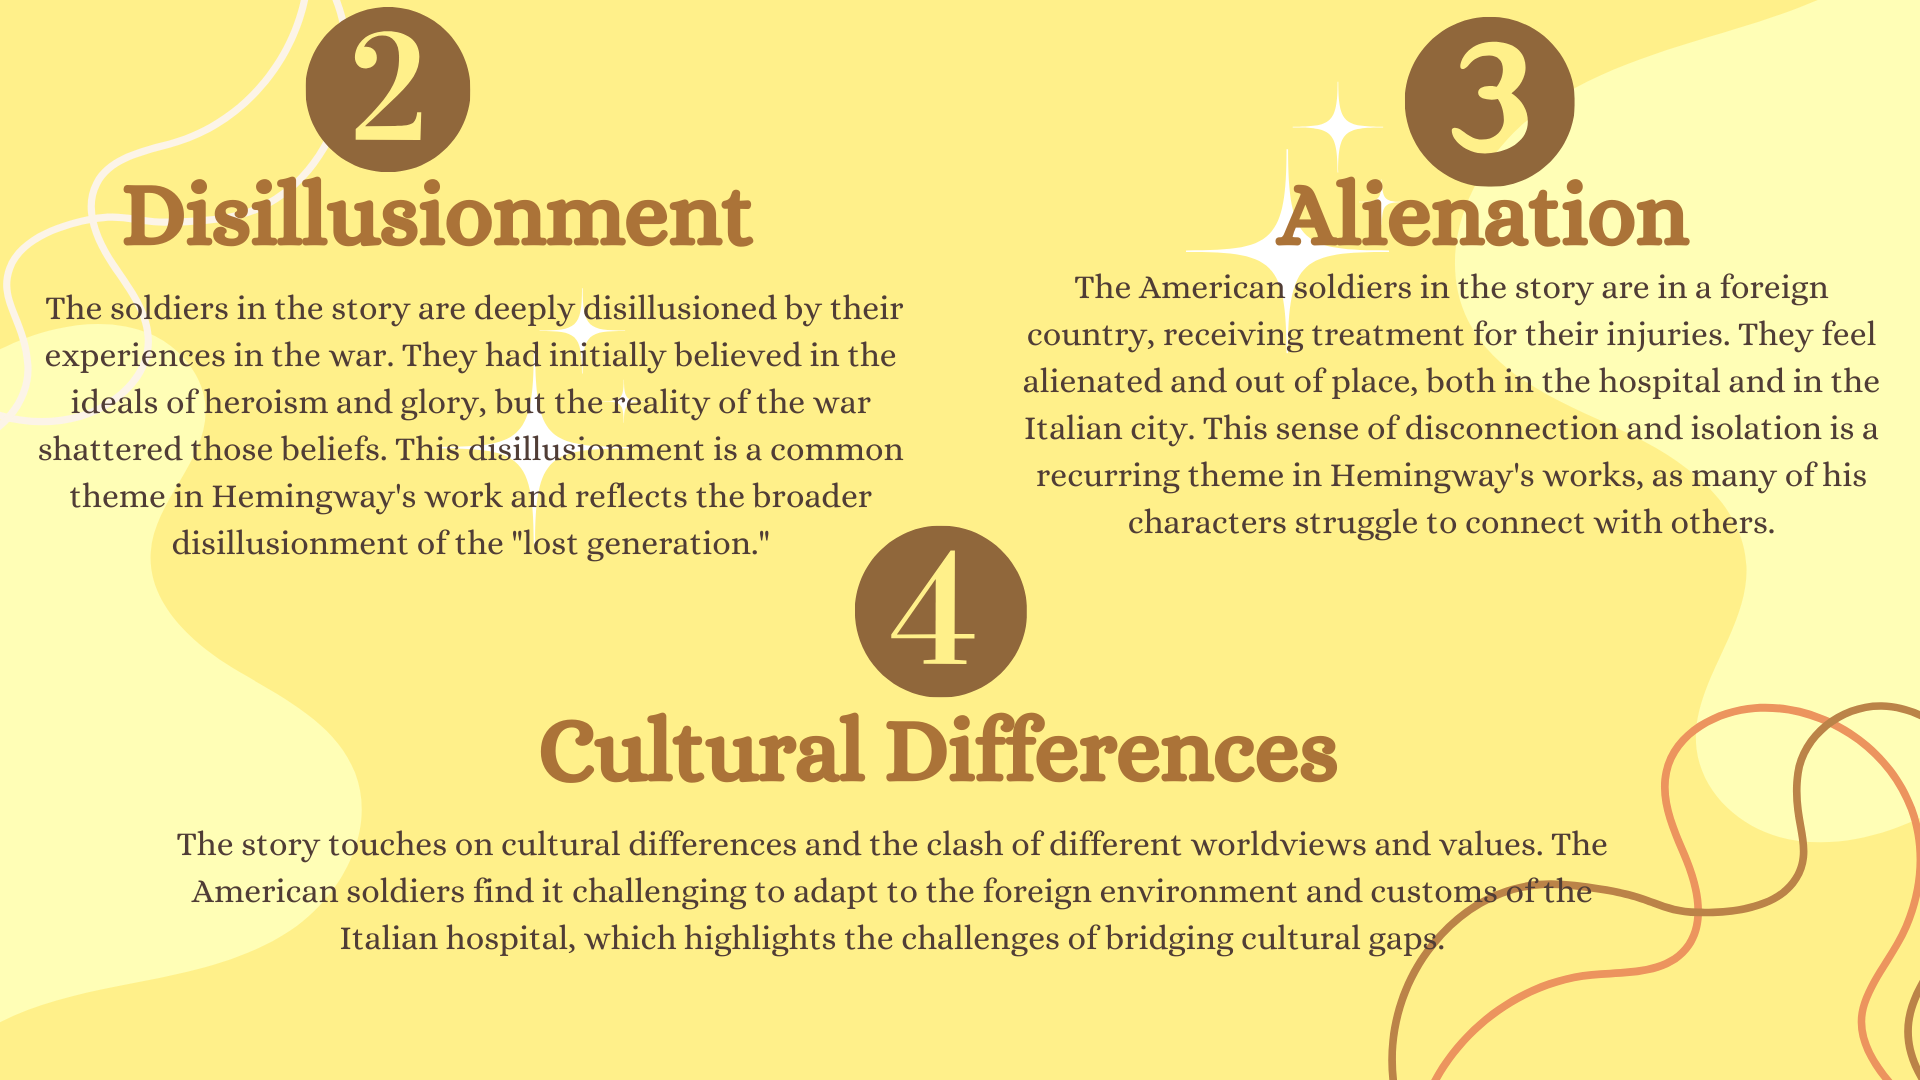 2
Disillusionment
The soldiers in the story are deeply disillusioned by their
experiences in the war. They had initially believed in the
ideals of heroism and glory, but the reality of the war
shattered those beliefs. This disillusionment is a common
theme in Hemingway's work and reflects the broader
disillusionment of the "lost generation."
3
Alienation
The American soldiers in the story are in a foreign
country, receiving treatment for their injuries. They feel
alienated and out of place, both in the hospital and in the
Italian city. This sense of disconnection and isolation is a
recurring theme in Hemingway's works, as many of his
characters struggle to connect with others.
4
Cultural Differences
The story touches on cultural differences and the clash of different worldviews and values. The
American soldiers find it challenging to adapt to the foreign environment and customs of the
Italian hospital, which highlights the challenges of bridging cultural gaps.